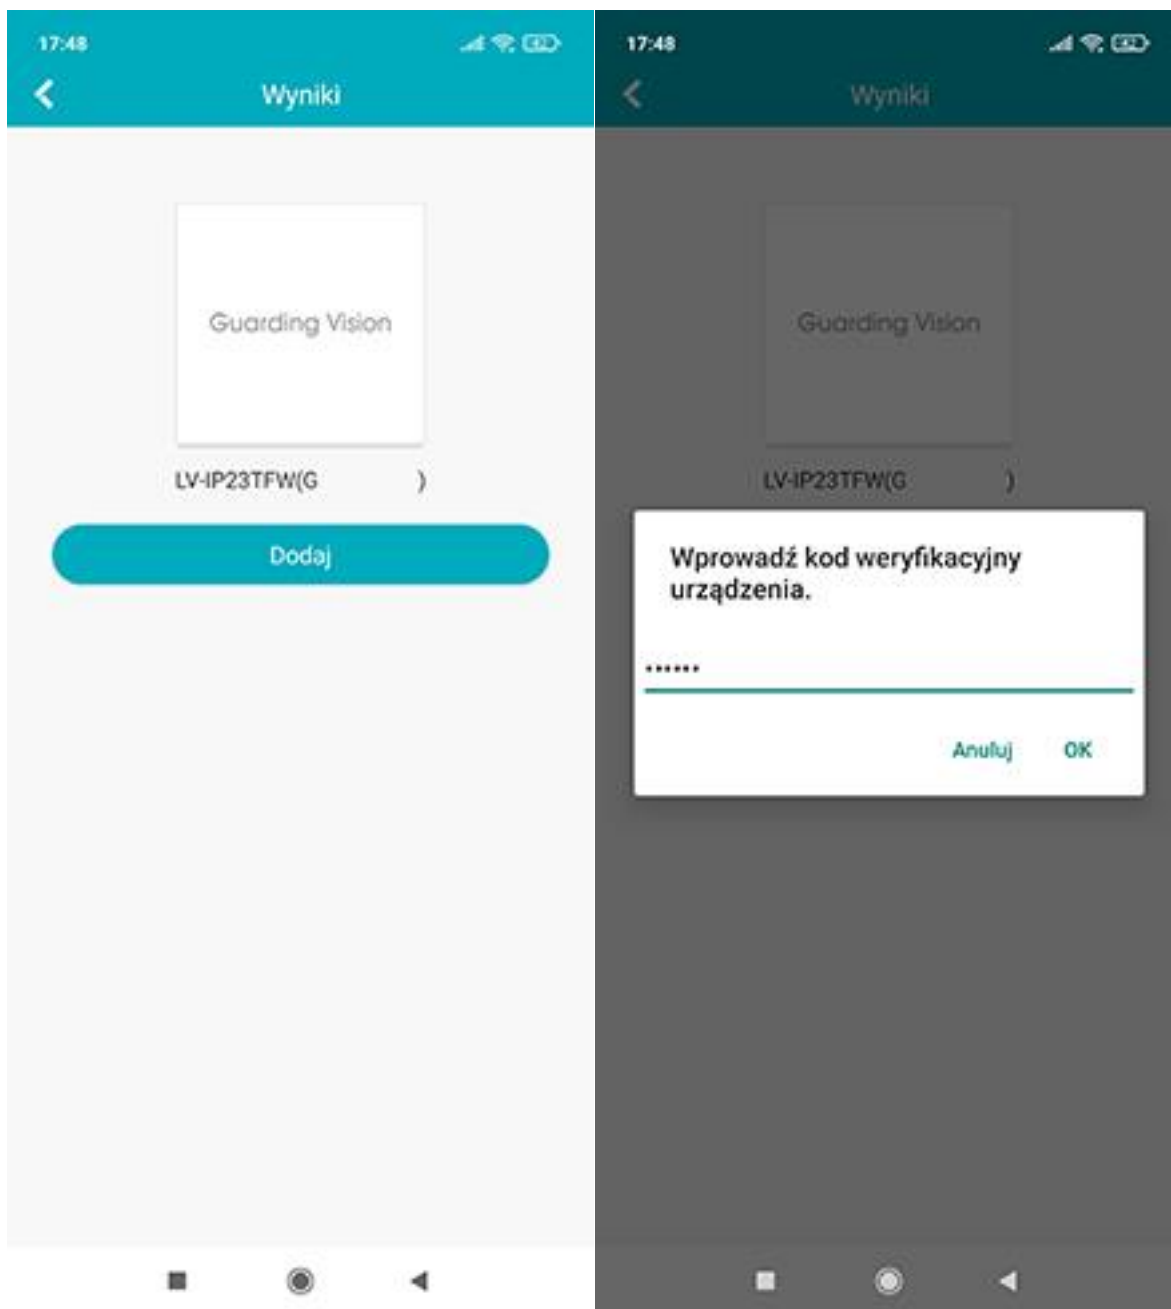 17:48
Wyniki
Guarding Vision
LV-IP23TFW(G )
Dodaj
17:48
Wyniki
Guarding Vision
LV-IP23TFW(G )
Wprowadź kod weryfikacyjny
urządzenia.
••••••
Anuluj OK